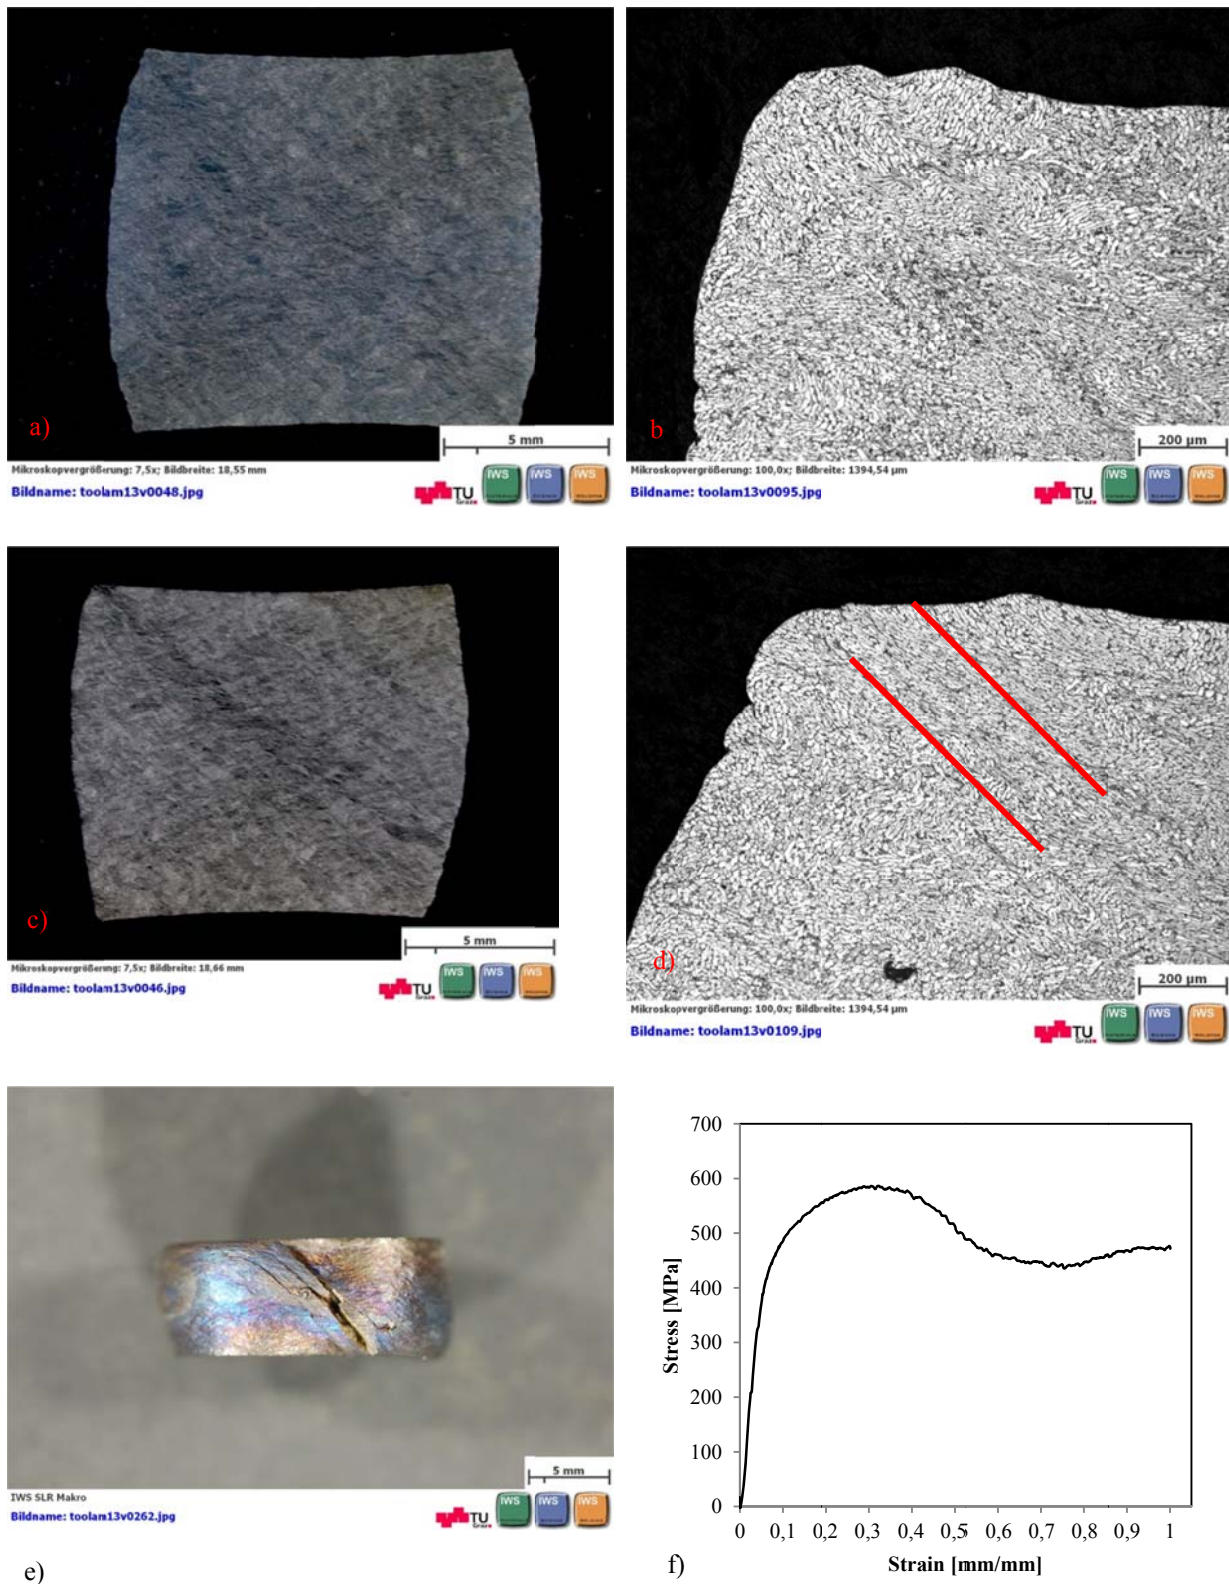 a)
5 mm
Mikroskopvergrößerung: 7,5x; Bildbreite: 18,55 mm
Bildname: toolam13v0048.jpg
TU
Graz
IWS
IWS
IWS
b
200 µm
Mikroskopvergrößerung: 100,0x; Bildbreite: 1394,54 µm
Bildname: toolam13v0095.jpg
TU
Graz
IWS
IWS
IWS
c)
5 mm
Mikroskopvergrößerung: 7,5x; Bildbreite: 18,66 mm
Bildname: toolam13v0046.jpg
TU
Graz
IWS
IWS
IWS
d)
200 µm
Mikroskopvergrößerung: 100,0x; Bildbreite: 1394,54 µm
Bildname: toolam13v0109.jpg
TU
Graz
IWS
IWS
IWS
5 mm
IWS SLR Makro
Bildname: toolam13v0262.jpg
TU
Graz
IWS
IWS
IWS
e)
700
600
500
400
300
200
100
0
Stress [MPa]
0 0,1 0,2 0,3 0,4 0,5 0,6 0,7 0,8 0,9 1
Strain [mm/mm]
f)